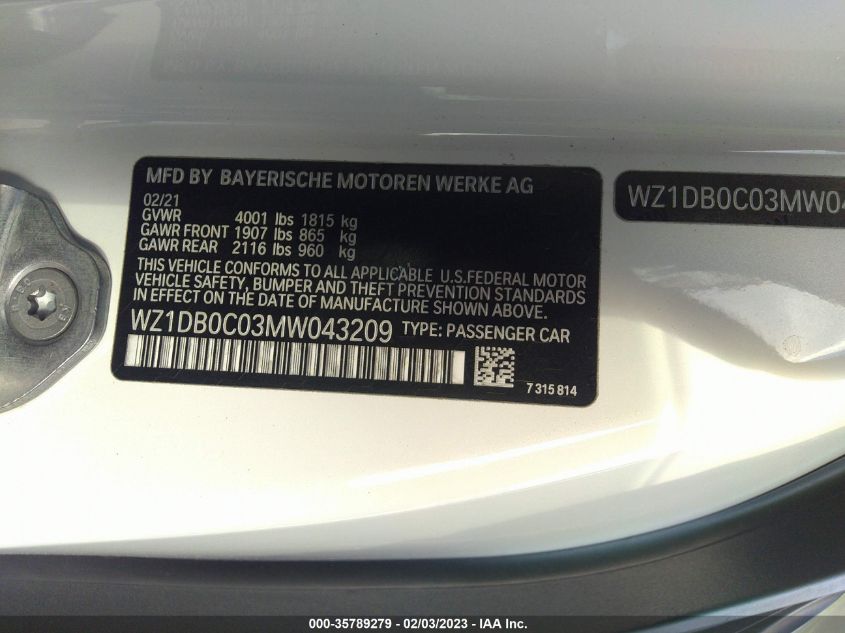 MFD BY BAYERISCHE MOTOREN WERKE AG
02/21
GVWR 4001 lbs 1815 kg
GAWR FRONT 1907 lbs 865 kg
GAWR REAR 2116 lbs 960 kg
THIS VEHICLE CONFORMS TO ALL APPLICABLE U.S.FEDERAL MOTOR
VEHICLE SAFETY, BUMPER AND THEFT PREVENTION STANDARDS
IN EFFECT ON THE DATE OF MANUFACTURE SHOWN ABOVE.
WZ1DB0C03MW043209 TYPE: PASSENGER CAR
7 315 814
WZ1DB0C03MW04
000-35789279 - 02/03/2023 - IAA Inc.